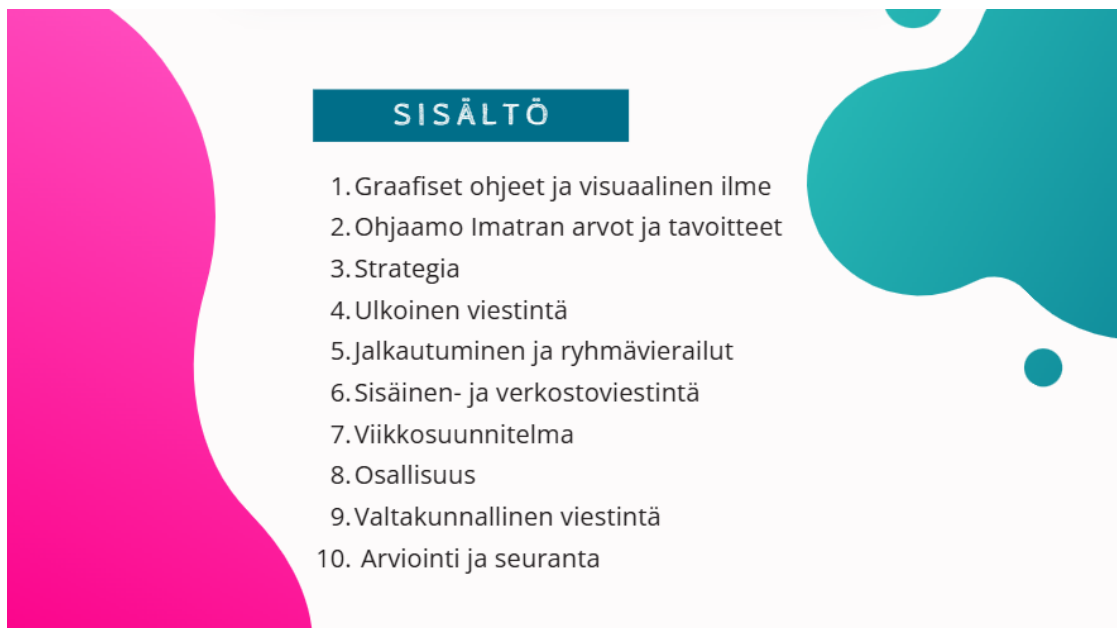 SISÄLTÖ
1. Graafiset ohjeet ja visuaalinen ilme
2. Ohjaamo Imatran arvot ja tavoitteet
3. Strategia
4. Ulkoinen viestintä
5. Jalkautuminen ja ryhmävierailut
6. Sisäinen- ja verkostoviestintä
7. Viikkosuunnitelma
8. Osallisuus
9. Valtakunnallinen viestintä
10. Arviointi ja seuranta